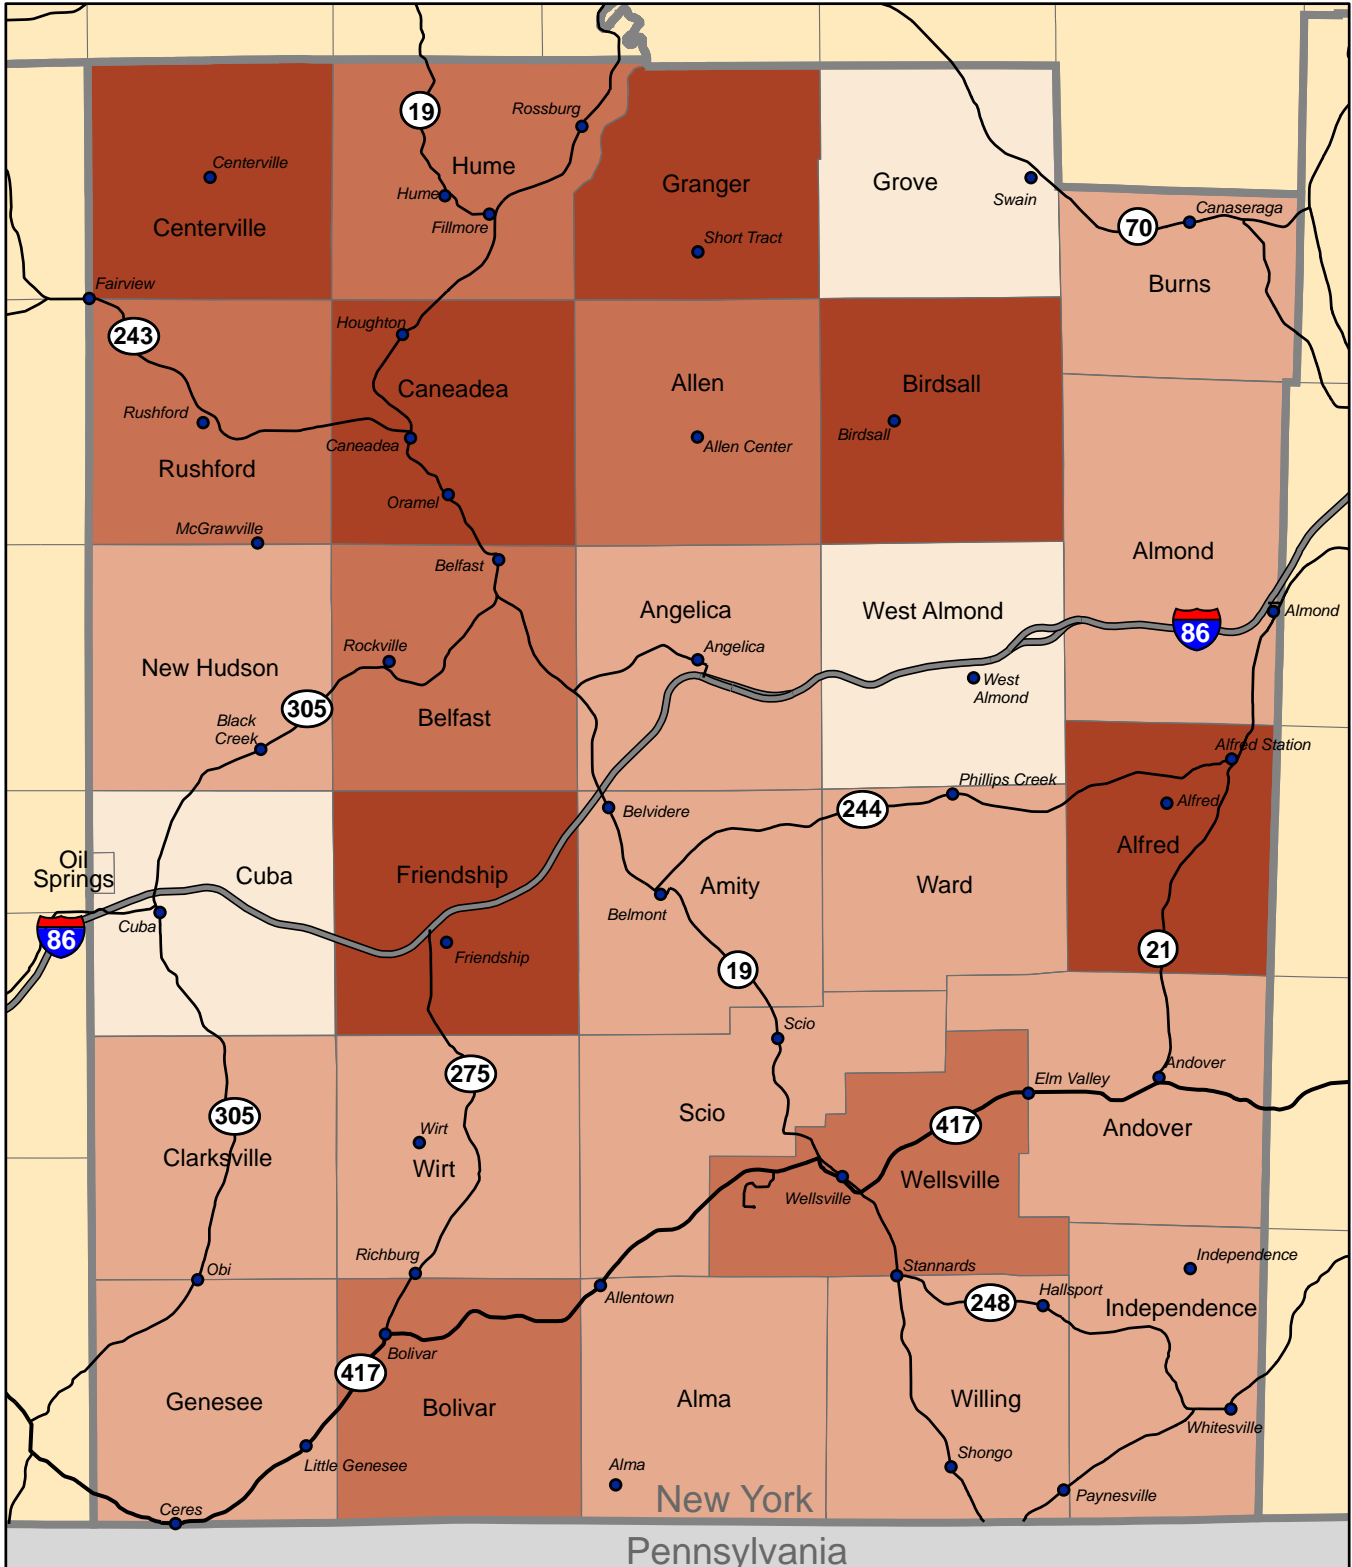 19
Rossburg
Centerville
Hume
Hume
Granger
Grove
Swain
Canaseraga
70
Centerville
Fillmore
Short Tract
Fairview
Burns
243
Houghton
Caneadea
Allen
Birdsall
Rushford
Caneadea
Allen Center
Birdsall
Rushford
Oramel
McGrawville
Belfast
Almond
Angelica
West Almond
Almond
86
Rockville
Angelica
New Hudson
West
Almond
305
Belfast
Black
Creek
Alfred Station
Phillips Creek
Belvidere
244
Alfred
Alfred
Oil
Springs
Cuba
Friendship
Amity
Ward
Belmont
Cuba
86
Friendship
21
19
Scio
275
Andover
Elm Valley
305
Scio
417
Wirt
Andover
Clarksville
Wirt
Wellsville
Wellsville
Richburg
Independence
Obi
Stannards
Allentown
Hallsport
248
Independence
Bolivar
417
Genesee
Bolivar
Alma
Willing
Whitesville
Little Genesee
Alma
Shongo
Paynesville
Ceres
New York
Pennsylvania